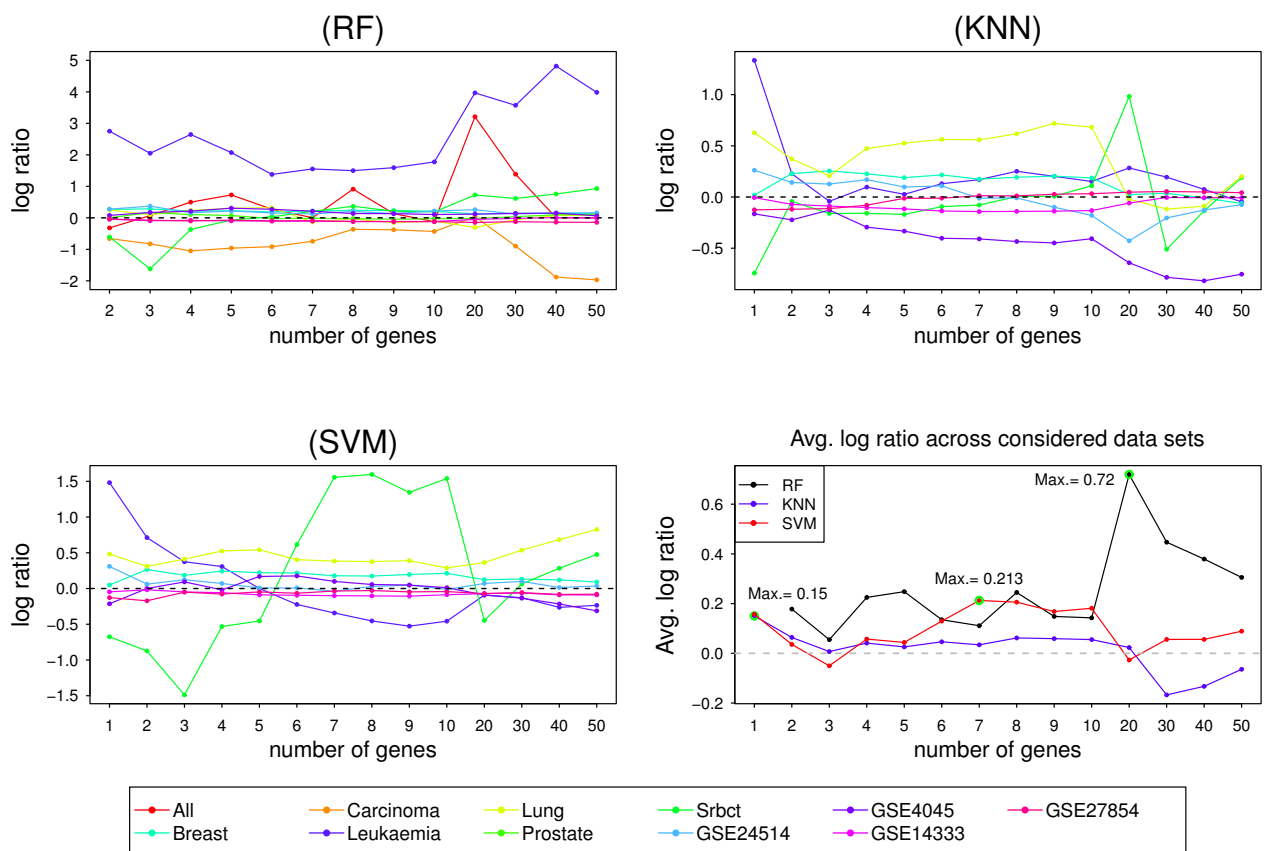 (RF)
log ratio
5
4
3
2
1
0
−1
−2
2 3 4 5 6 7 8 9 10 20 30 40 50
number of genes
(KNN)
log ratio
1.0
0.5
0.0
−0.5
1 2 3 4 5 6 7 8 9 10 20 30 40 50
number of genes
(SVM)
log ratio
1.5
1.0
0.5
0.0
−0.5
−1.0
−1.5
1 2 3 4 5 6 7 8 9 10 20 30 40 50
number of genes
Avg. log ratio across considered data sets
Avg. log ratio
0.6
0.4
0.2
0.0
−0.2
RF
KNN
SVM
Max.= 0.15
Max.= 0.213
Max.= 0.72
1 2 3 4 5 6 7 8 9 10 20 30 40 50
number of genes
All Carcinoma Lung Srbct GSE4045 GSE27854
Breast Leukaemia Prostate GSE24514 GSE14333